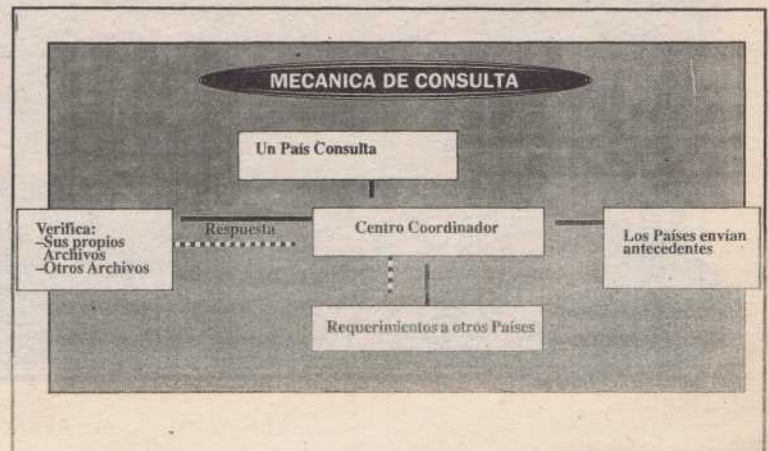 MECANICA DE CONSULTA
Un País Consulta
Verifica:
–Sus propios
Archivos
–Otros Archivos
Respuesta
Centro Coordinador
Los Países envían
antecedentes
Requerimientos a otros Países